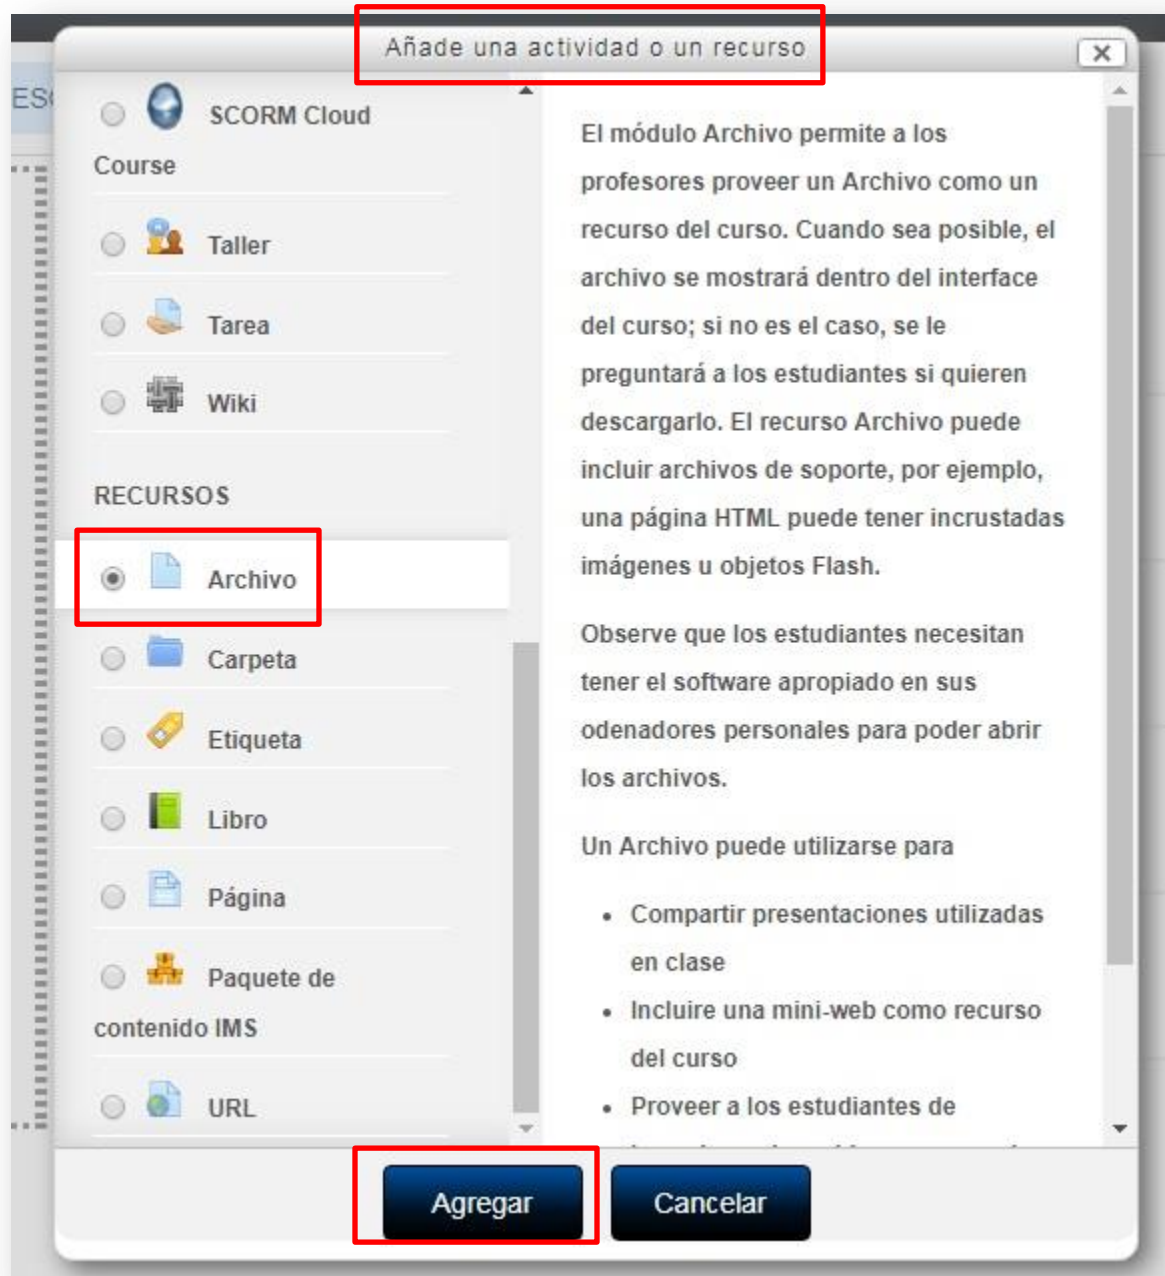 Añade una actividad o un recurso
SCORM Cloud
Course
Taller
Tarea
Wiki
RECURSOS
Archivo
Carpeta
Etiqueta
Libro
Página
Paquete de
contenido IMS
URL
El módulo Archivo permite a los
profesores proveer un Archivo como un
recurso del curso. Cuando sea posible, el
archivo se mostrará dentro del interface
del curso; si no es el caso, se le
preguntará a los estudiantes si quieren
descargarlo. El recurso Archivo puede
incluir archivos de soporte, por ejemplo,
una página HTML puede tener incrustadas
imágenes u objetos Flash.
Observe que los estudiantes necesitan
tener el software apropiado en sus
odenadores personales para poder abrir
los archivos.
Un Archivo puede utilizarse para
• Compartir presentaciones utilizadas
en clase
• Incluire una mini-web como recurso
del curso
• Proveer a los estudiantes de
Agregar
Cancelar